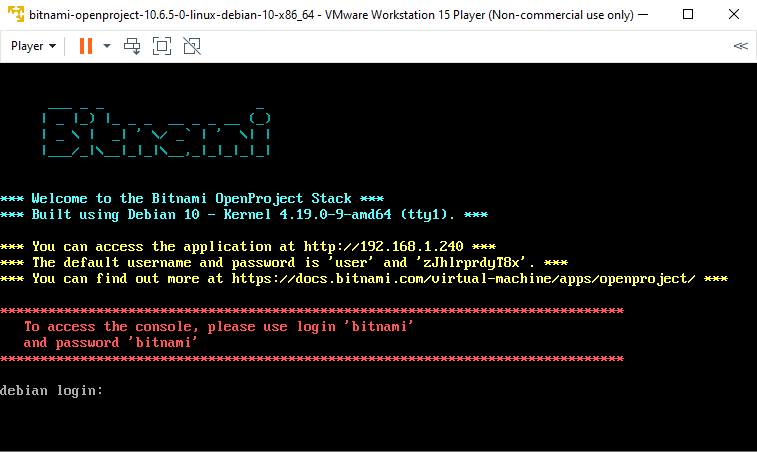 bitnami-openproject-10.6.5-0-linux-debian-10-x86_64 - VMware Workstation 15 Player (Non-commercial use only)
Player
Bitnami
*** Welcome to the Bitnami OpenProject Stack ***
*** Built using Debian 10 - Kernel 4.19.0-9-amd64 (tty1). ***
*** You can access the application at http://192.168.1.240 ***
*** The default username and password is 'user' and 'zJhlrprdyT8x'. ***
*** You can find out more at https://docs.bitnami.com/virtual-machine/apps/openproject/ ***
*******************************************************************************
To access the console, please use login 'bitnami'
and password 'bitnami'
*******************************************************************************
debian login: